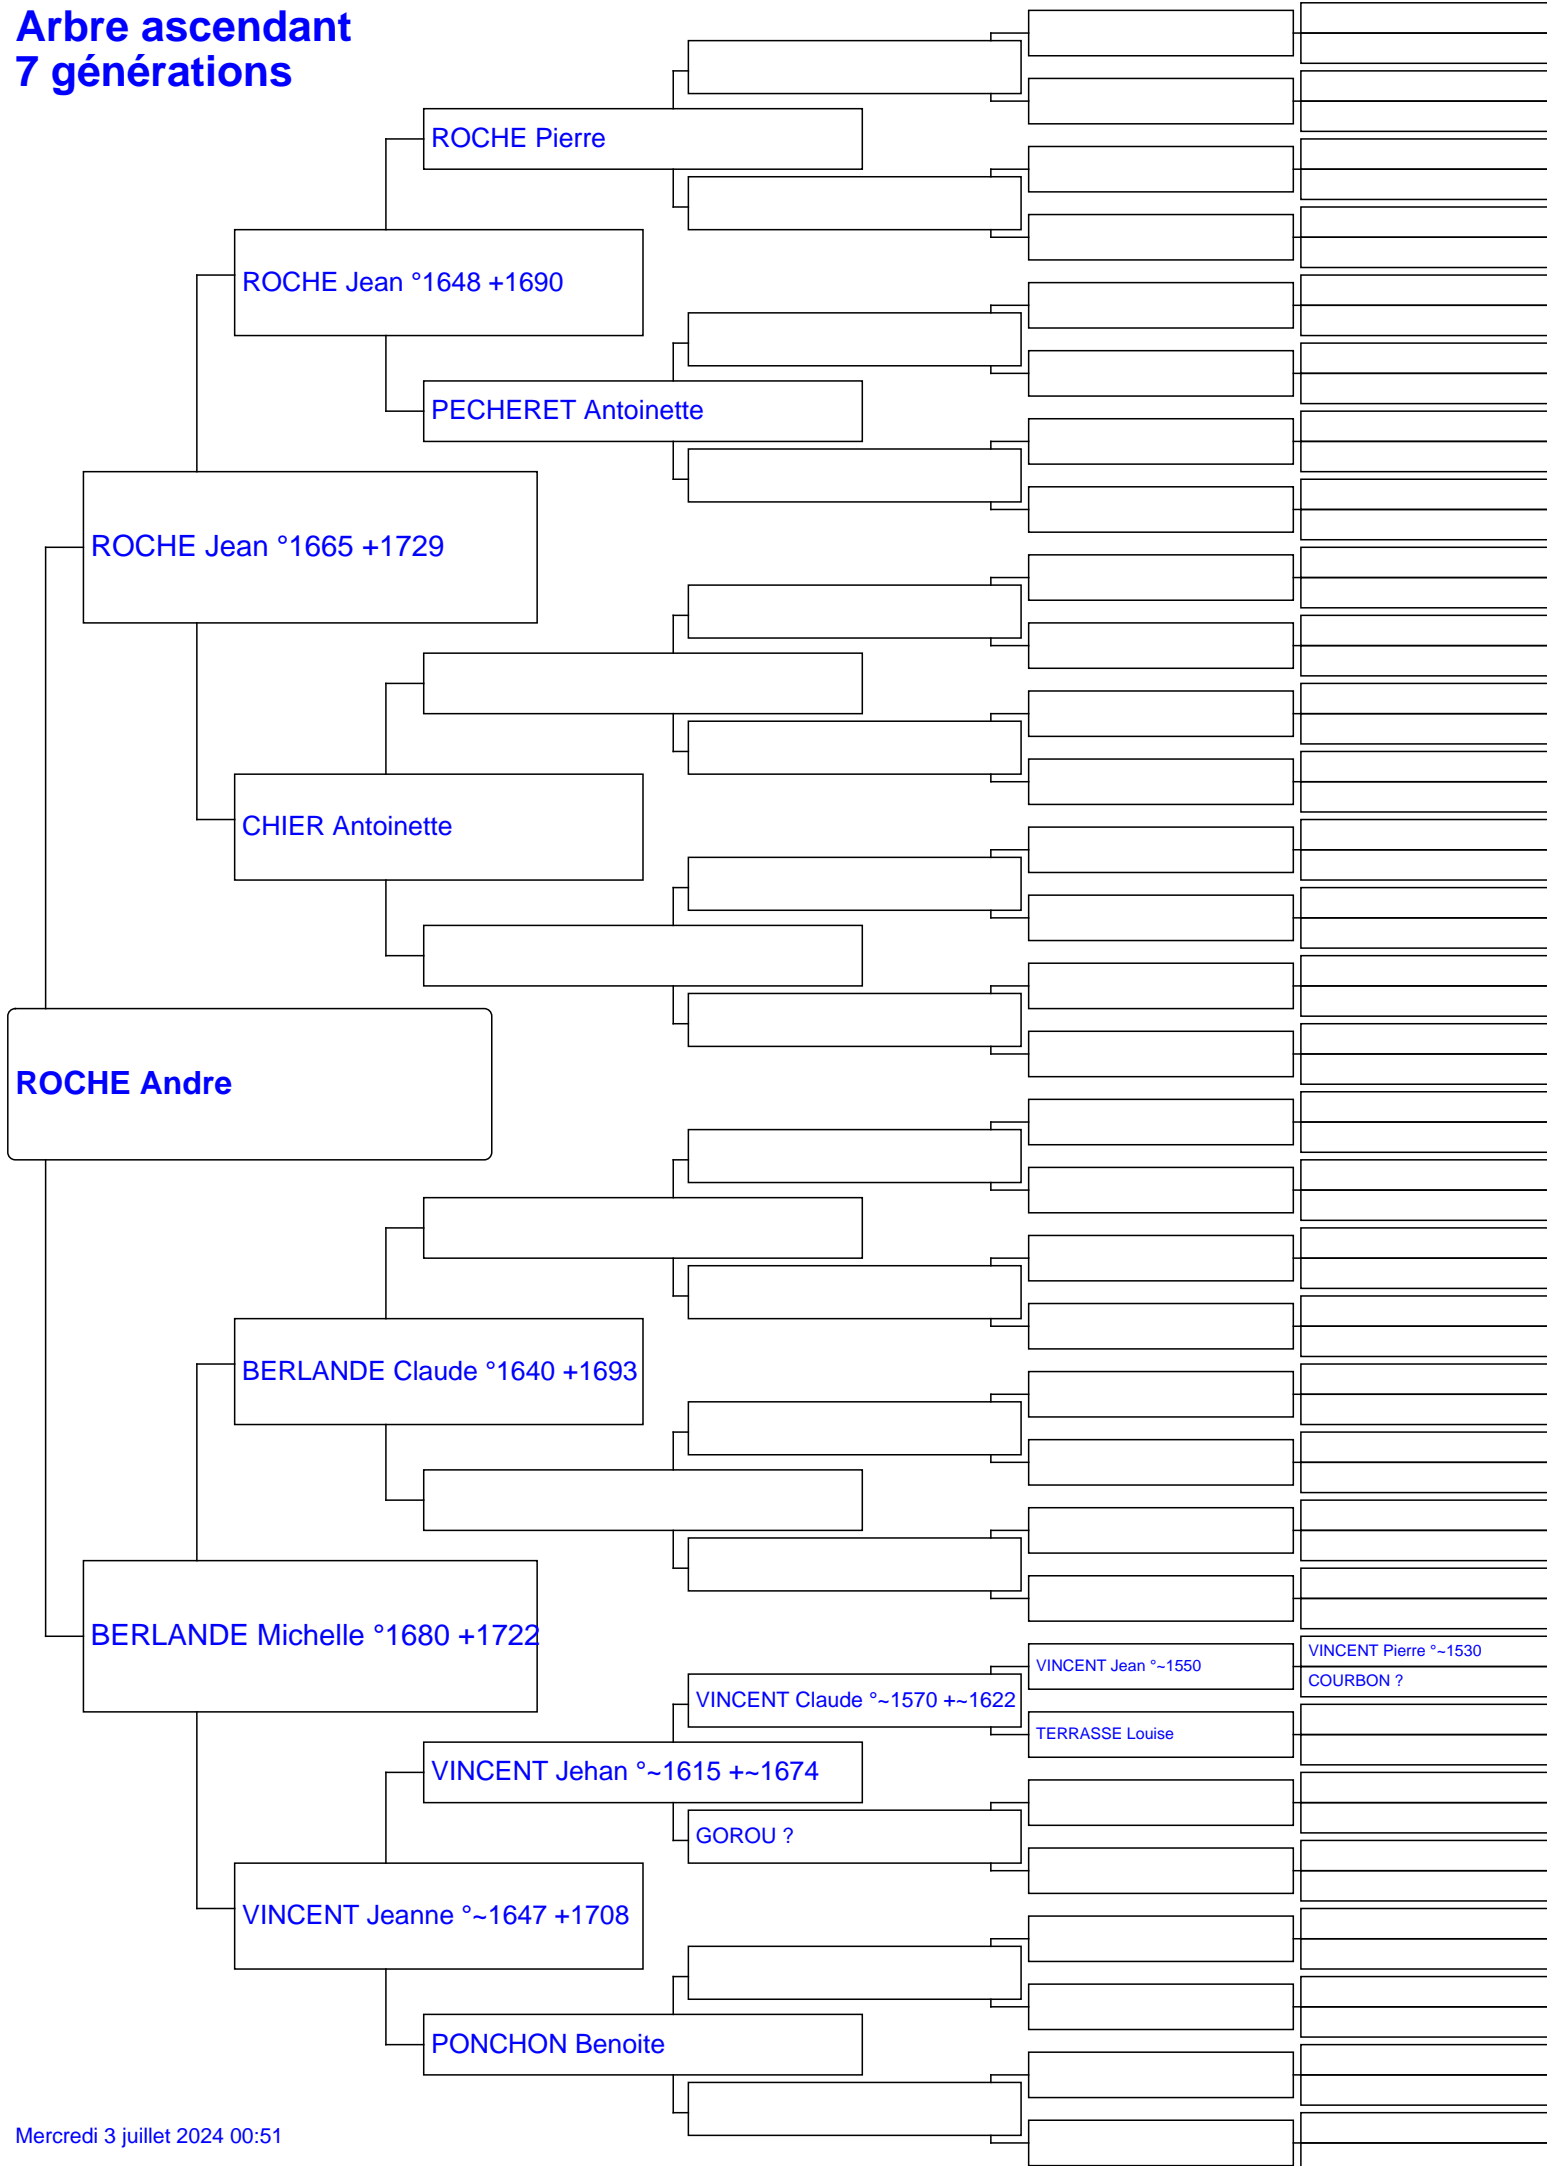 Arbre ascendant
7 générations
ROCHE Pierre
ROCHE Jean °1648 +1690
PECHERET Antoinette
ROCHE Jean °1665 +1729
CHIER Antoinette
ROCHE Andre
BERLANDE Claude °1640 +1693
BERLANDE Michelle °1680 +1722
VINCENT Pierre °~1530
VINCENT Jean °~1550
COURBON ?
VINCENT Claude °~1570 +~1622
TERRASSE Louise
VINCENT Jehan °~1615 +~1674
GOROU ?
VINCENT Jeanne °~1647 +1708
PONCHON Benoite
Mercredi 3 juillet 2024 00:51